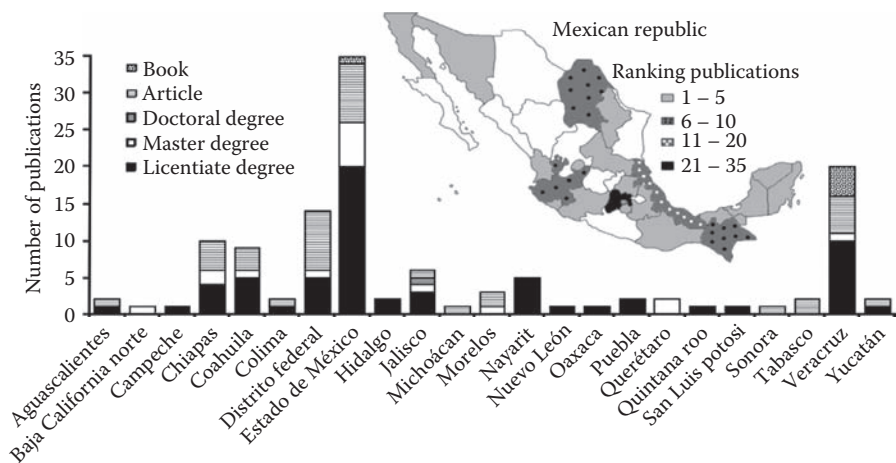 Mexican republic
Ranking publications
1 – 5
6 – 10
11 – 20
21 – 35
Number of publications
35
30
25
20
15
10
5
0
Book
Article
Doctoral degree
Master degree
Licentiate degree
Aguascalientes
Baja California norte
Campeche
Chiapas
Coahuila
Colima
Distrito federal
Estado de México
Hidalgo
Jalisco
Michoácan
Morelos
Nayarit
Nuevo León
Oaxaca
Puebla
Querétaro
Quintana roo
San Luis potosi
Sonora
Tabasco
Veracruz
Yucatán